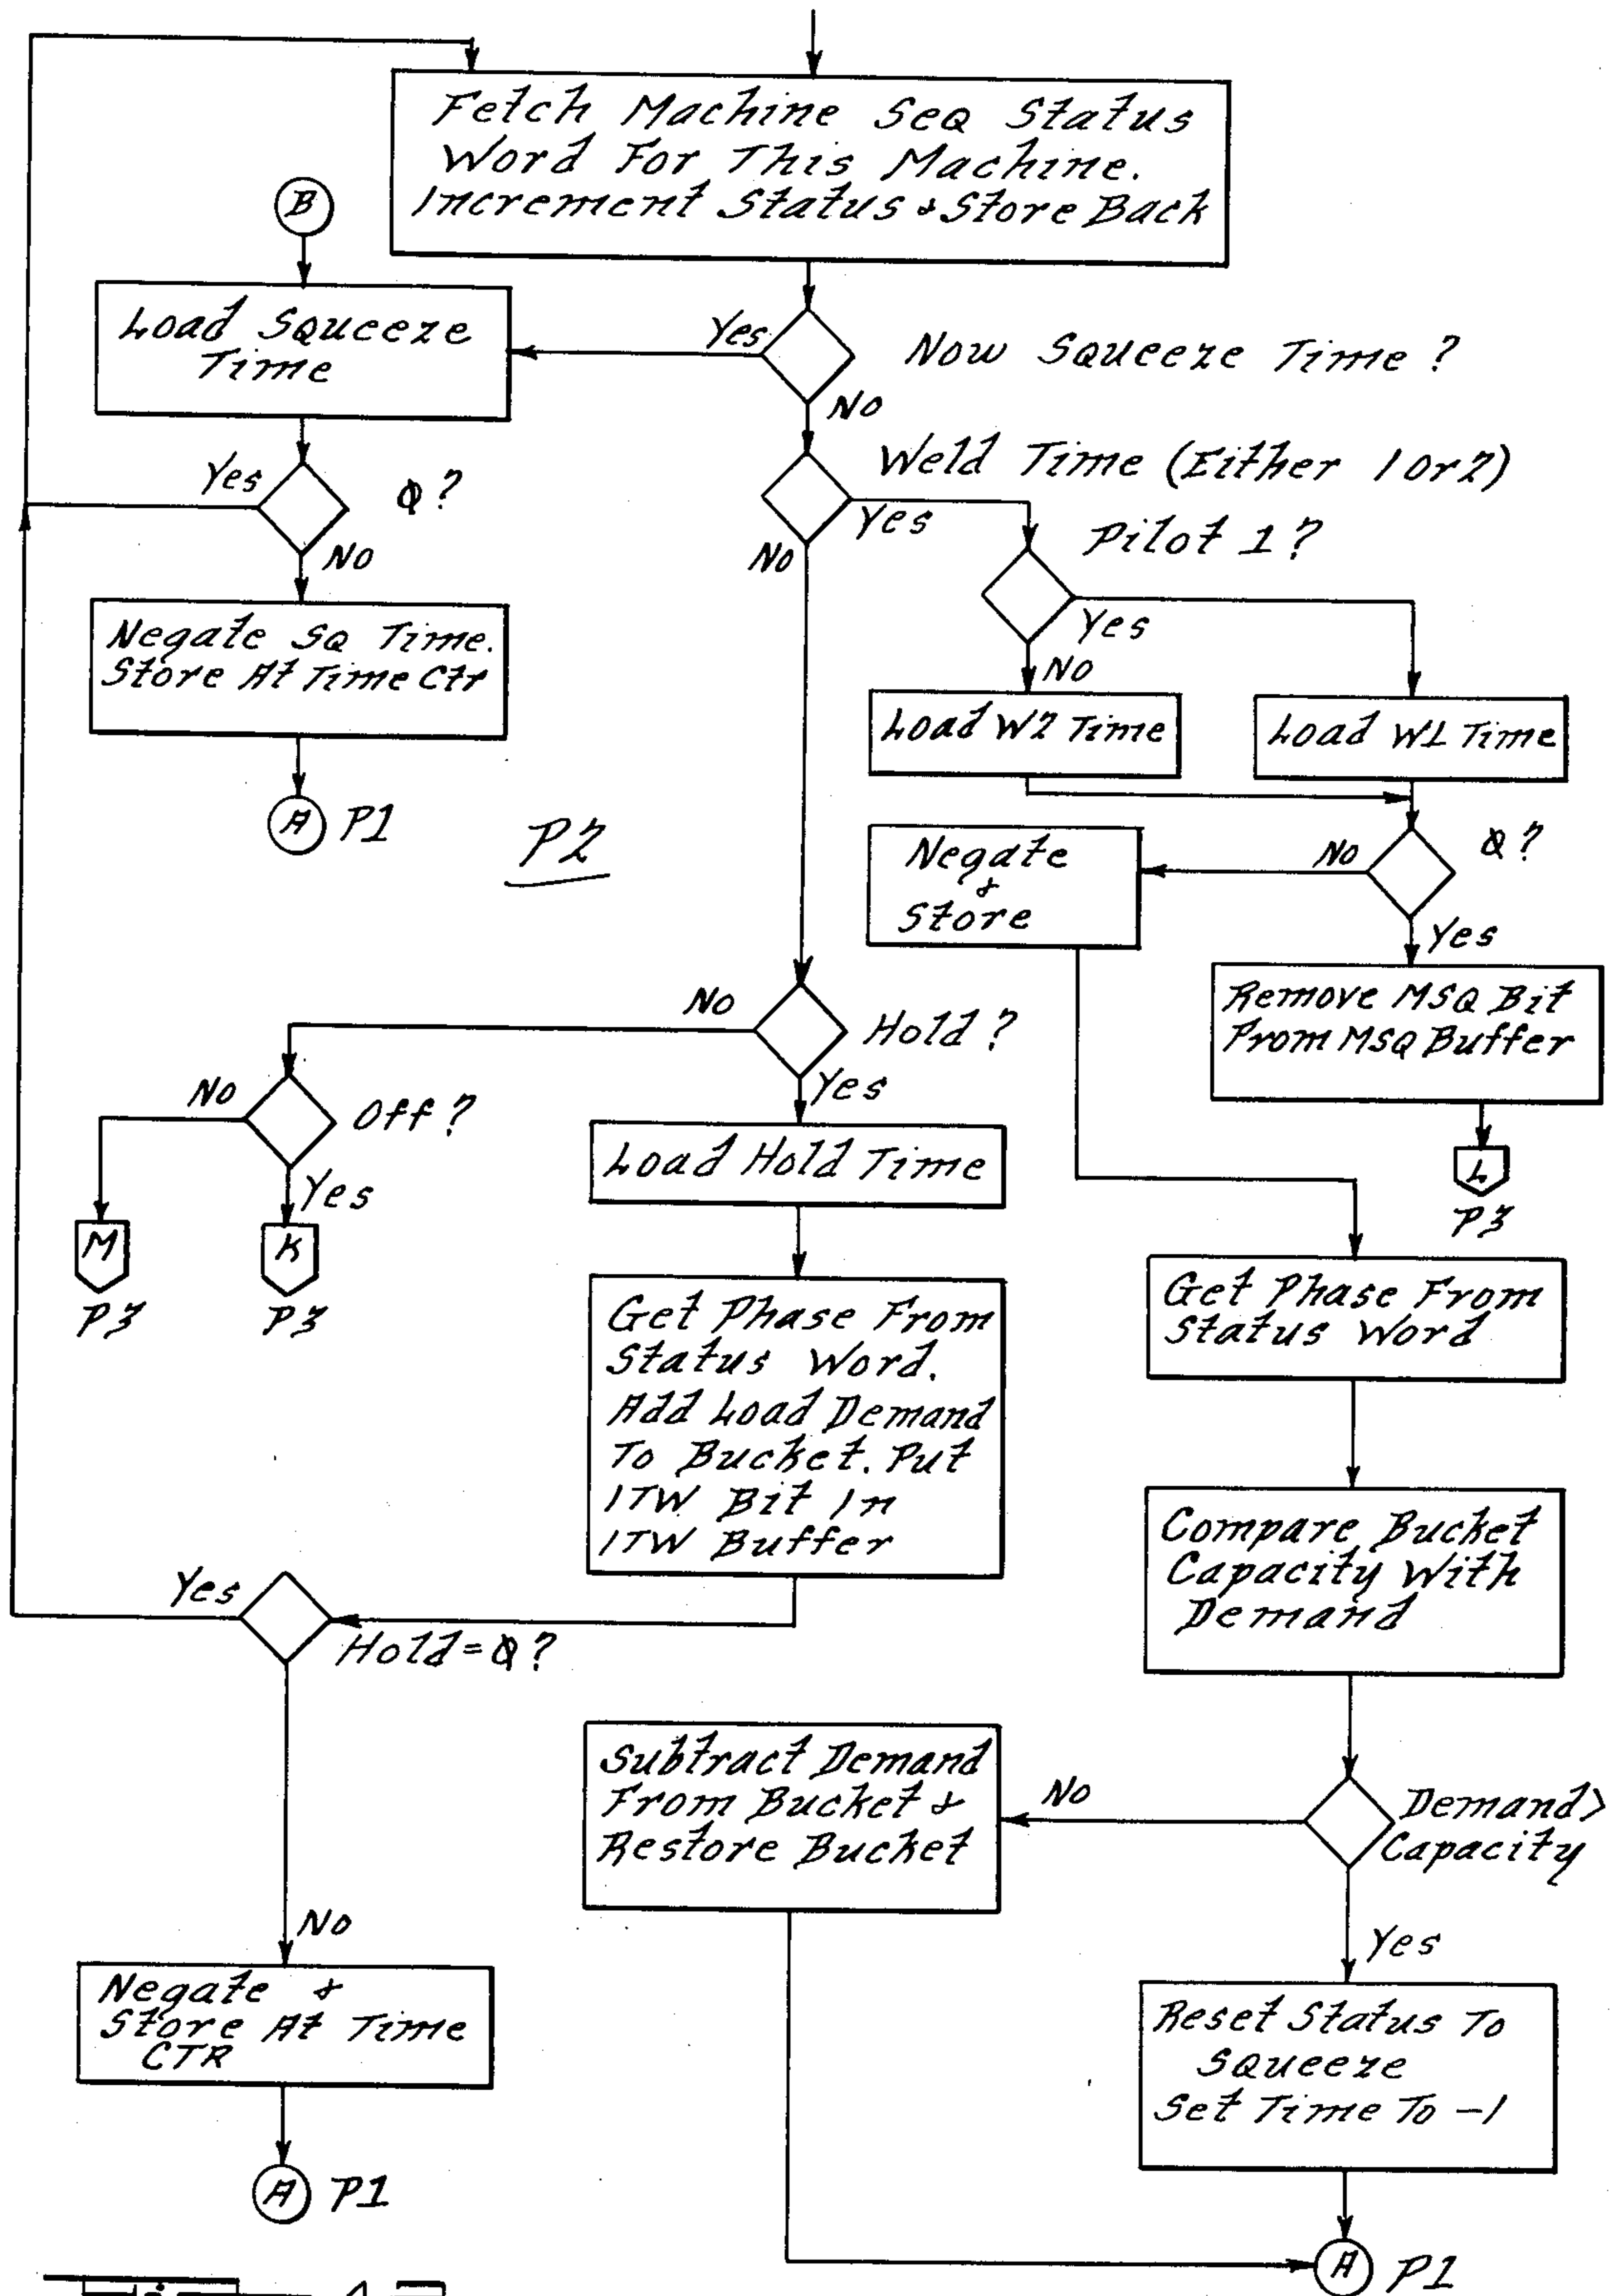 Fetch Machine Seq Status
Word For This Machine.
Increment Status & Store Back
B
Load Squeeze
Time
Yes
Now Squeeze Time ?
No
Weld Time (Either 1 Or 2)
Yes
No
Yes
Ø ?
No
Pilot 1 ?
Yes
No
Negate SQ Time.
Store At Time Ctr
Load W2 Time
Load W1 Time
A P1
P2
Negate
&
Store
No
Ø ?
Yes
Remove MSQ Bit
From MSQ Buffer
L
P3
No
Hold ?
Yes
No
Off ?
Yes
M
P3
K
P3
Load Hold Time
Get Phase From
Status Word.
Add Load Demand
To Bucket. Put
ITW Bit In
ITW Buffer
Get Phase From
Status Word
Compare Bucket
Capacity With
Demand
Yes
Hold=Ø ?
No
Subtract Demand
From Bucket &
Restore Bucket
No
Demand>
Capacity
Yes
Negate &
Store At Time
CTR
A P1
Reset Status To
Squeeze
Set Time To -1
A P1